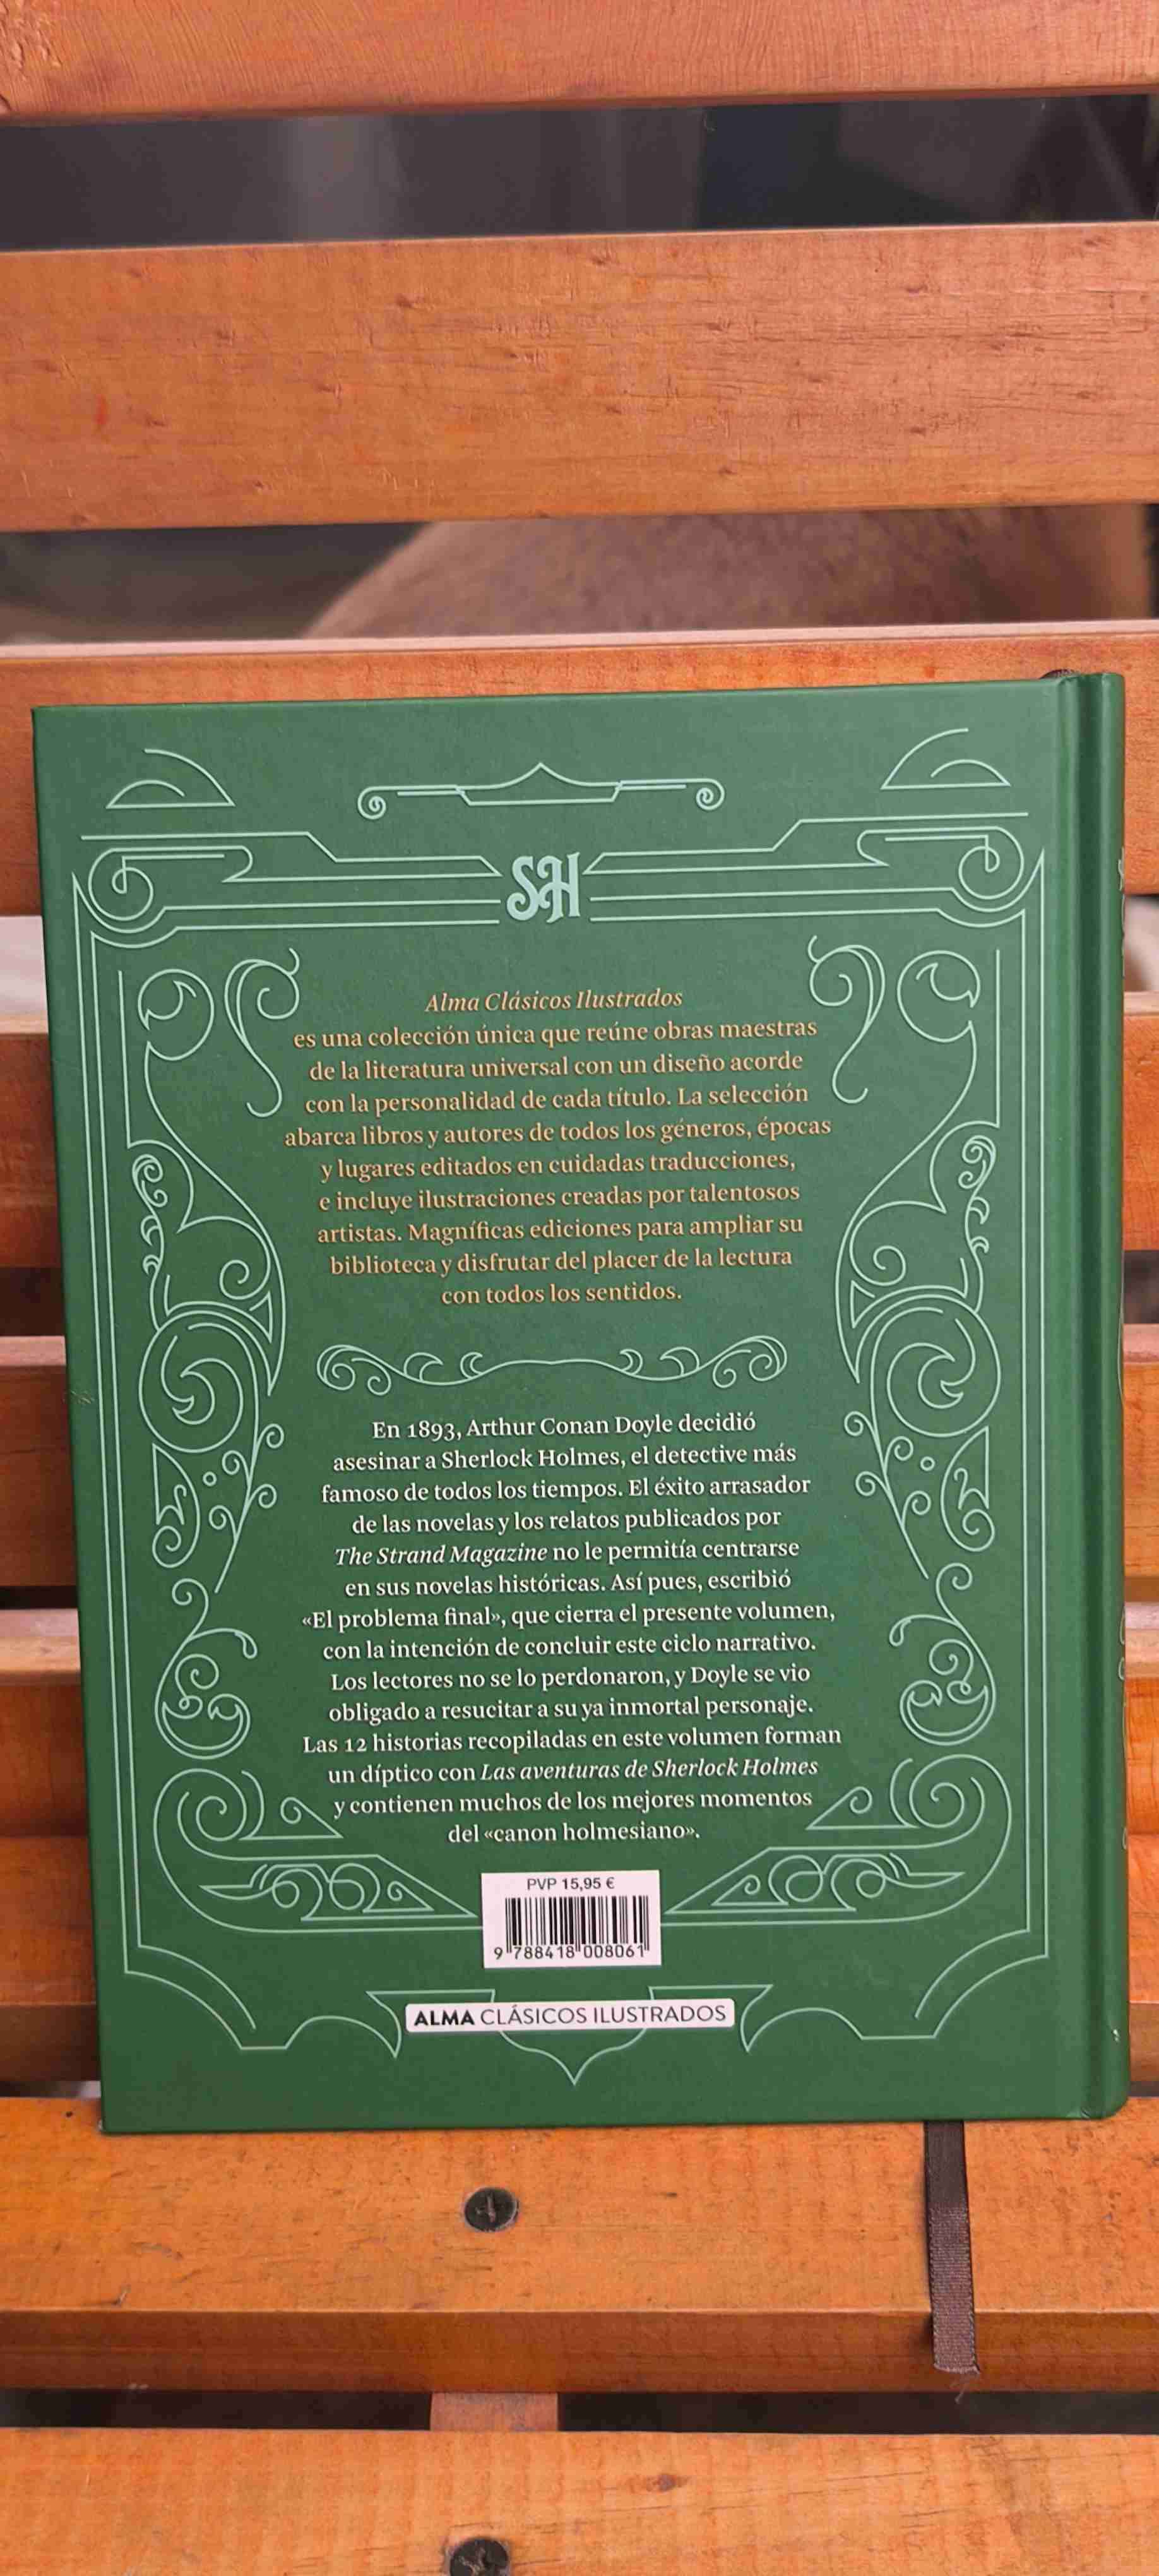 SH
Alma Clásicos Ilustrados
es una colección única que reúne obras maestras
de la literatura universal con un diseño acorde
con la personalidad de cada título. La selección
abarca libros y autores de todos los géneros, épocas
y lugares editados en cuidadas traducciones,
e incluye ilustraciones creadas por talentosos
artistas. Magníficas ediciones para ampliar su
biblioteca y disfrutar del placer de la lectura
con todos los sentidos.
En 1893, Arthur Conan Doyle decidió
asesinar a Sherlock Holmes, el detective más
famoso de todos los tiempos. El éxito arrasador
de las novelas y los relatos publicados por
The Strand Magazine no le permitía centrarse
en sus novelas históricas. Así pues, escribió
«El problema final», que cierra el presente volumen,
con la intención de concluir este ciclo narrativo.
Los lectores no se lo perdonaron, y Doyle se vio
obligado a resucitar a su ya inmortal personaje.
Las 12 historias recopiladas en este volumen forman
un díptico con Las aventuras de Sherlock Holmes
y contienen muchos de los mejores momentos
del «canon holmesiano».
PVP 15,95 €
9 788418 008061
ALMA CLÁSICOS ILUSTRADOS